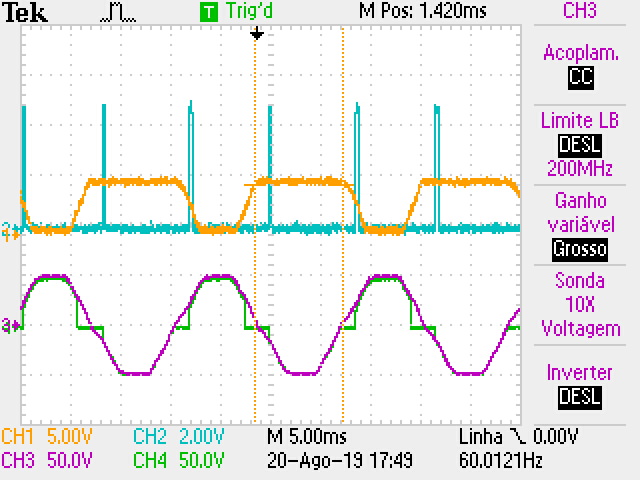 Tek T Trig'd M Pos: 1.420ms CH3
Acoplam.
CC
Limite LB
DESL
200MHz
Ganho
variável
Grosso
Sonda
10X
Voltagem
Inverter
DESL
CH1 5.00V CH2 2.00V M 5.00ms Linha 0.00V
CH3 50.0V CH4 50.0V 20-Ago-19 17:49 60.0121Hz